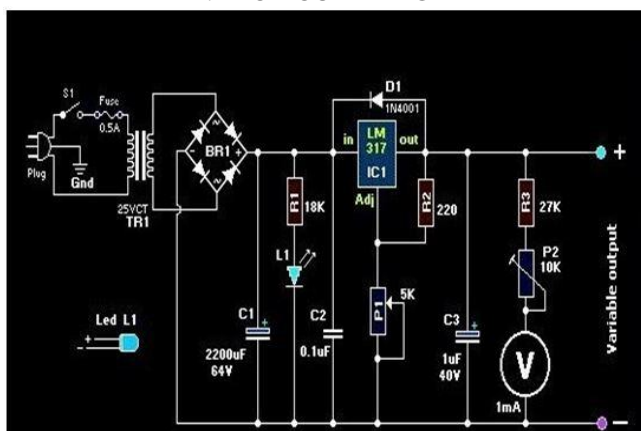 S1
Fuse
0.5A
Plug
Gnd
25VCT
TR1
BR1
D1
1N4001
in
LM
317
out
IC1
Adj
R1
18K
R2
220
R3
27K
P2
10K
L1
P1
5K
C1
2200uF
64V
C2
0.1uF
C3
1uF
40V
V
1mA
Led L1
Variable output